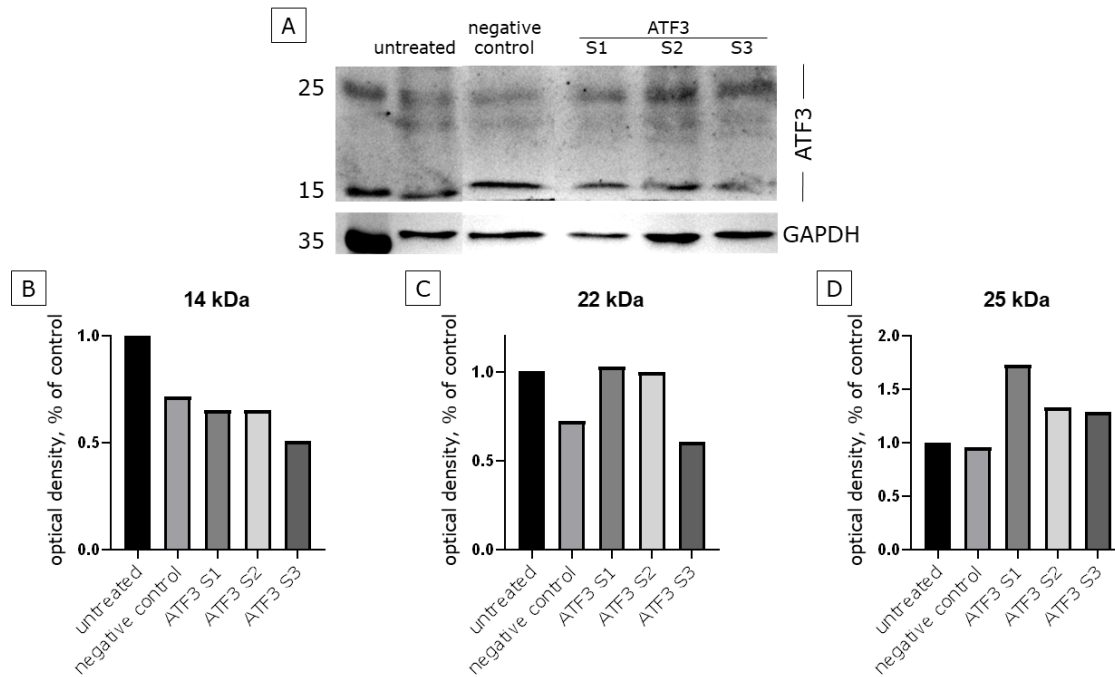 A
untreated
negative
control
ATF3
S1 S2 S3
25
15
ATF3
35
GAPDH
B
14 kDa
optical density, % of control
1.0
0.5
0.0
untreated
negative control
ATF3 S1
ATF3 S2
ATF3 S3
C
22 kDa
optical density, % of control
1.0
0.5
0.0
untreated
negative control
ATF3 S1
ATF3 S2
ATF3 S3
D
25 kDa
optical density, % of control
2.0
1.5
1.0
0.5
0.0
untreated
negative control
ATF3 S1
ATF3 S2
ATF3 S3